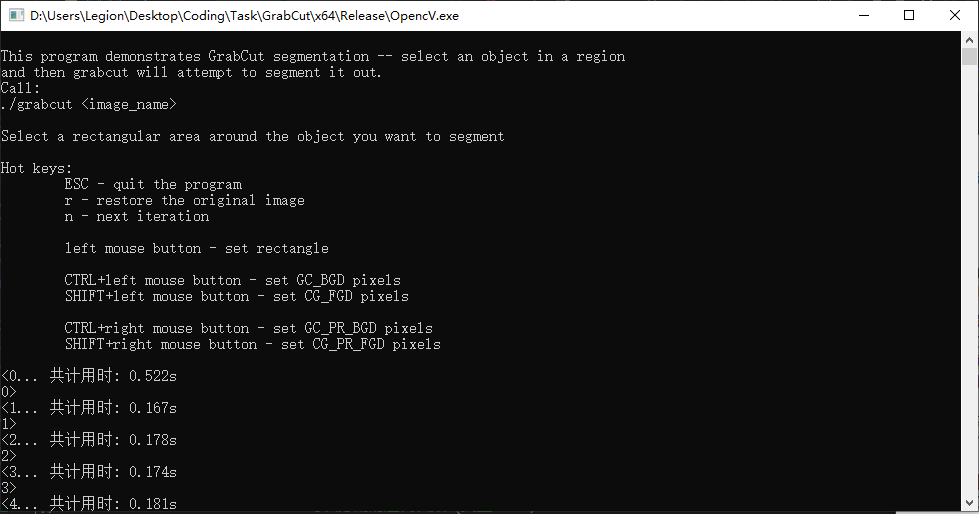 D:\Users\Legion\Desktop\Coding\Task\GrabCut\x64\Release\OpencV.exe
This program demonstrates GrabCut segmentation -- select an object in a region
and then grabcut will attempt to segment it out.
Call:
./grabcut <image_name>
Select a rectangular area around the object you want to segment
Hot keys:
ESC - quit the program
r - restore the original image
n - next iteration
left mouse button - set rectangle
CTRL+left mouse button - set GC_BGD pixels
SHIFT+left mouse button - set CG_FGD pixels
CTRL+right mouse button - set GC_PR_BGD pixels
SHIFT+right mouse button - set CG_PR_FGD pixels
<0... 共计用时: 0.522s
0>
<1... 共计用时: 0.167s
1>
<2... 共计用时: 0.178s
2>
<3... 共计用时: 0.174s
3>
<4... 共计用时: 0.181s